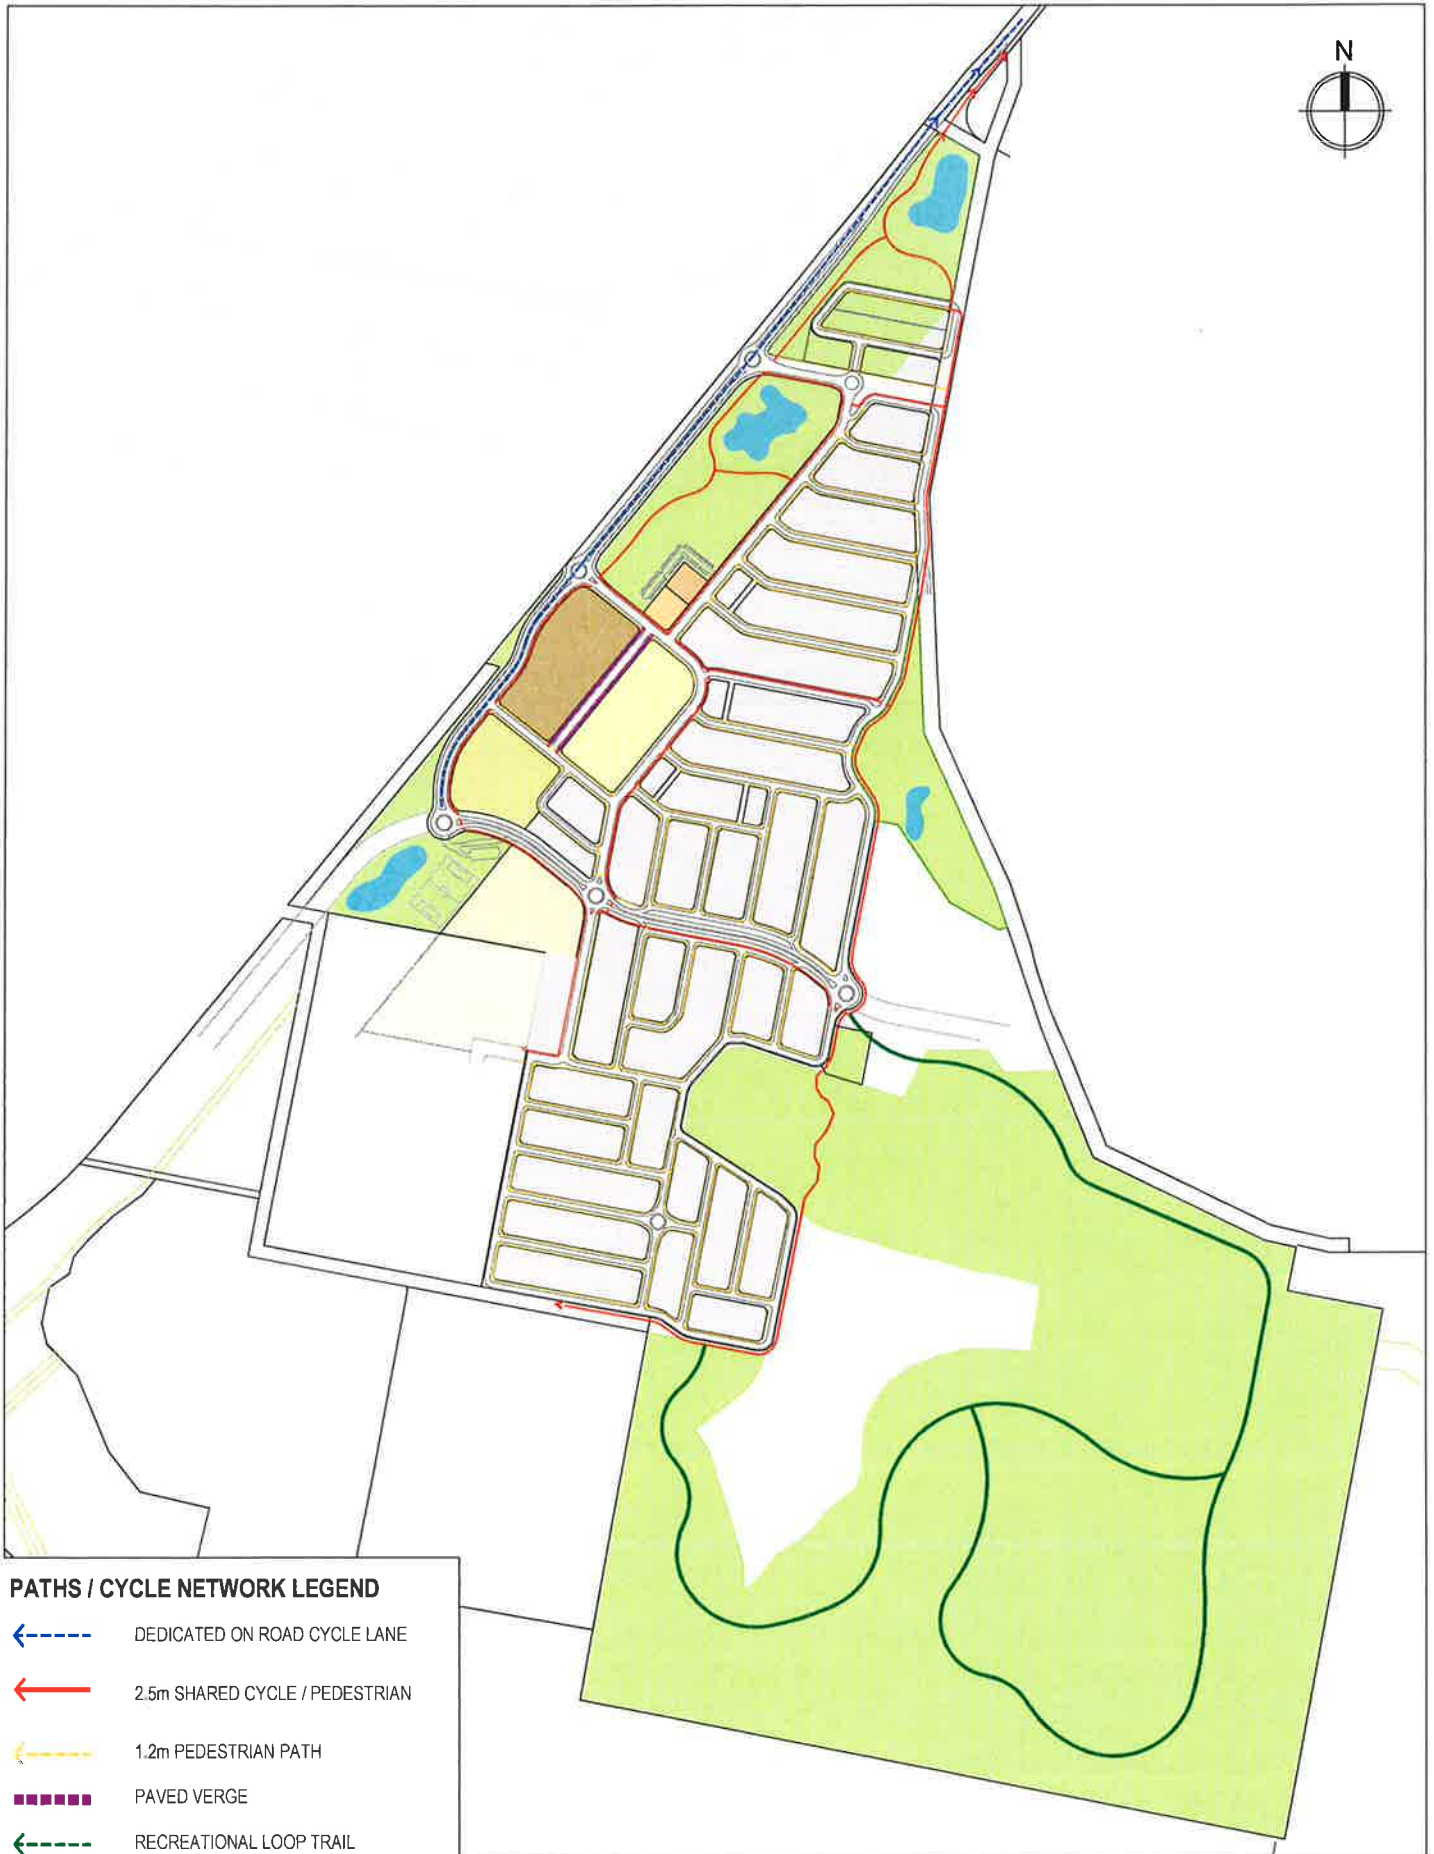 N
PATHS / CYCLE NETWORK LEGEND
DEDICATED ON ROAD CYCLE LANE
2.5m SHARED CYCLE / PEDESTRIAN
1.2m PEDESTRIAN PATH
PAVED VERGE
RECREATIONAL LOOP TRAIL